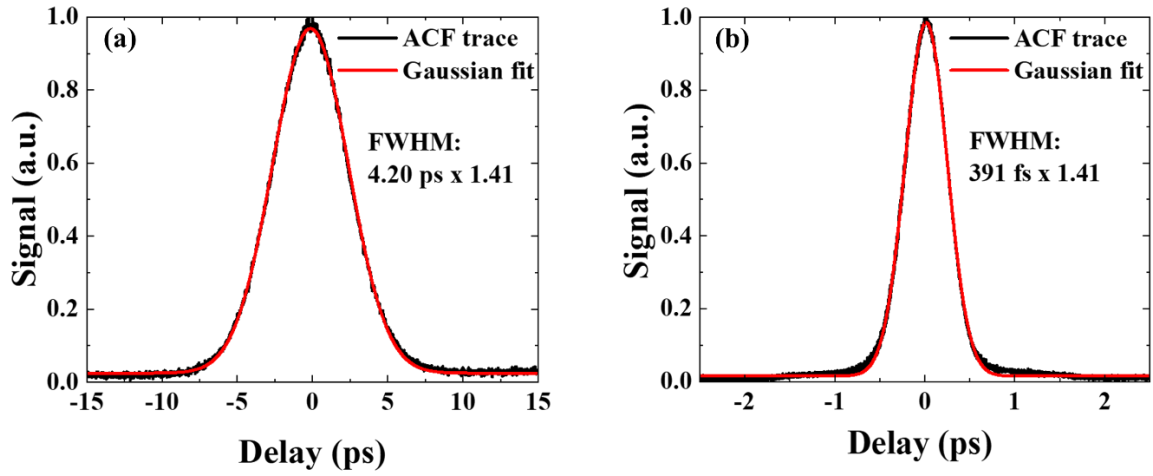 (a)
ACF trace
Gaussian fit
FWHM:
4.20 ps x 1.41
Signal (a.u.)
1.0
0.8
0.6
0.4
0.2
0.0
-15 -10 -5 0 5 10 15
Delay (ps)
(b)
ACF trace
Gaussian fit
FWHM:
391 fs x 1.41
Signal (a.u.)
1.0
0.8
0.6
0.4
0.2
0.0
-2 -1 0 1 2
Delay (ps)